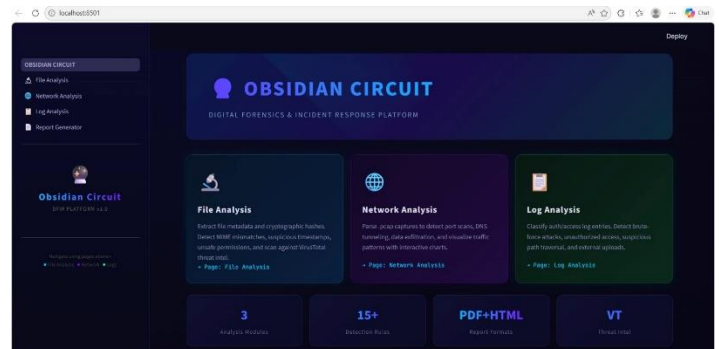 localhost:8501
Chat
Deploy
OBSIDIAN CIRCUIT
File Analysis
Network Analysis
Log Analysis
Report Generator
Obsidian Circuit
DFIR PLATFORM v1.0
OBSIDIAN CIRCUIT
DIGITAL FORENSICS & INCIDENT RESPONSE PLATFORM
File Analysis
Extract file metadata and cryptographic hashes.
Detect MIME mismatches, suspicious timestamps,
unsafe permissions, and scan against VirusTotal
threat intel.
→ Page: File Analysis
Network Analysis
Parse .pcap captures to detect port scans, DNS
tunneling, data exfiltration, and visualize traffic
patterns with interactive charts.
→ Page: Network Analysis
Log Analysis
Classify auth/access log entries. Detect brute-
force attacks, unauthorized access, suspicious
path traversal, and external uploads.
→ Page: Log Analysis
3
Analysis Modules
15+
Detection Rules
PDF+HTML
Report Formats
VT
Threat Intel